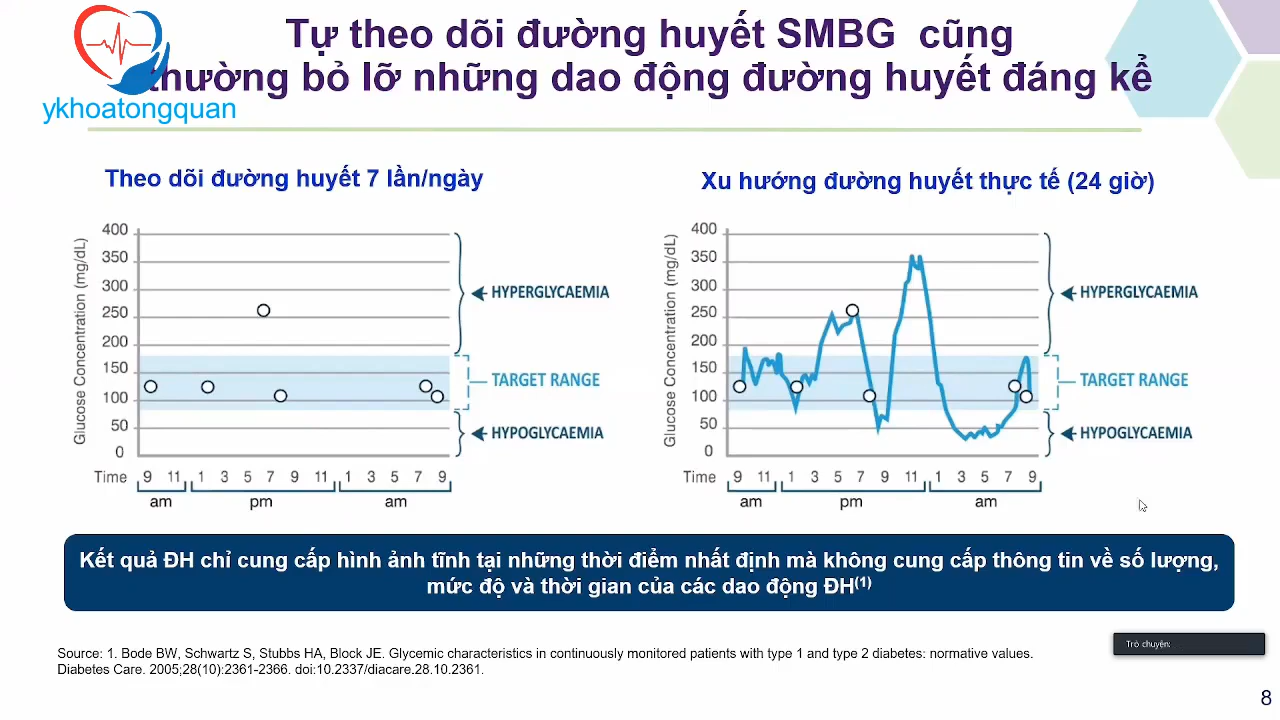 Tự theo dõi đường huyết SMBG cũng
thường bỏ lỡ những dao động đường huyết đáng kể
ykhoatongquan
Theo dõi đường huyết 7 lần/ngày
Glucose Concentration (mg/dL)
400
350
300
250
200
150
100
50
0
HYPERGLYCAEMIA
TARGET RANGE
HYPOGLYCAEMIA
Time 9 11 1 3 5 7 9 11 1 3 5 7 9
am pm am
Xu hướng đường huyết thực tế (24 giờ)
Glucose Concentration (mg/dL)
400
350
300
250
200
150
100
50
0
HYPERGLYCAEMIA
TARGET RANGE
HYPOGLYCAEMIA
Time 9 11 1 3 5 7 9 11 1 3 5 7 9
am pm am
Kết quả ĐH chỉ cung cấp hình ảnh tĩnh tại những thời điểm nhất định mà không cung cấp thông tin về số lượng,
mức độ và thời gian của các dao động ĐH(1)
Source: 1. Bode BW, Schwartz S, Stubbs HA, Block JE. Glycemic characteristics in continuously monitored patients with type 1 and type 2 diabetes: normative values.
Diabetes Care. 2005;28(10):2361-2366. doi:10.2337/diacare.28.10.2361.
Trò chuyện:
8